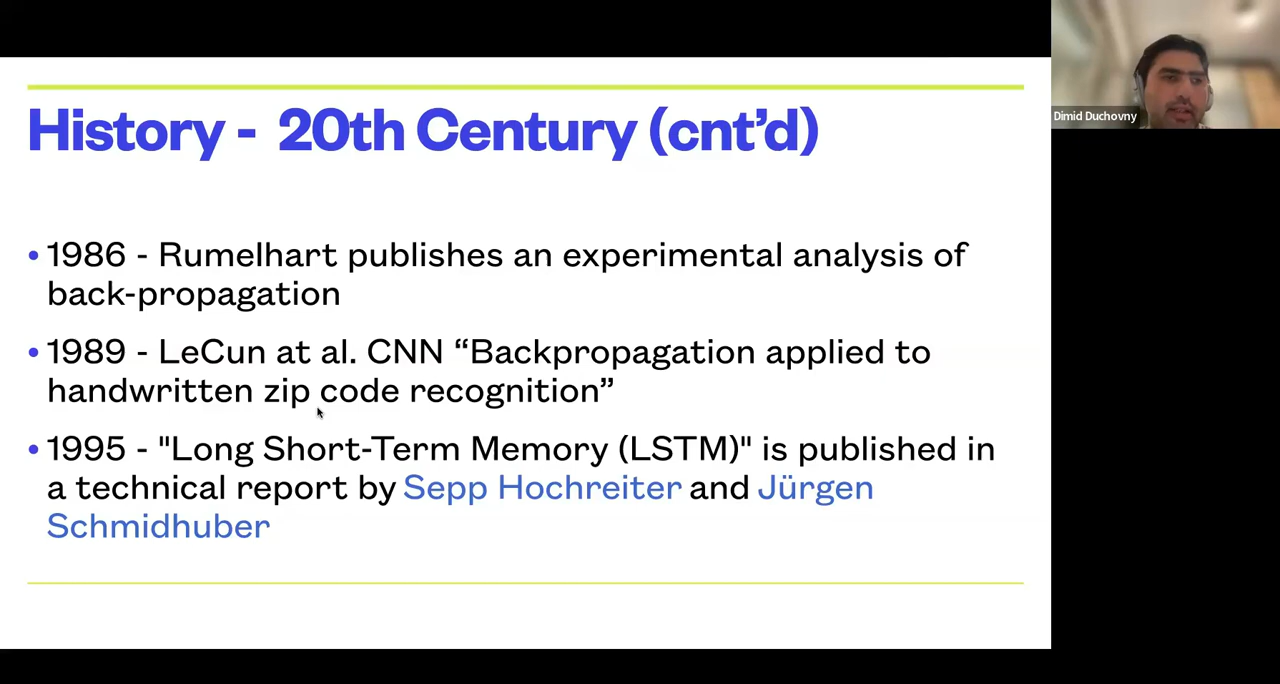 History - 20th Century (cnt’d)
• 1986 - Rumelhart publishes an experimental analysis of
back-propagation
• 1989 - LeCun at al. CNN “Backpropagation applied to
handwritten zip code recognition”
• 1995 - "Long Short-Term Memory (LSTM)" is published in
a technical report by Sepp Hochreiter and Jürgen
Schmidhuber
Dimid Duchovny